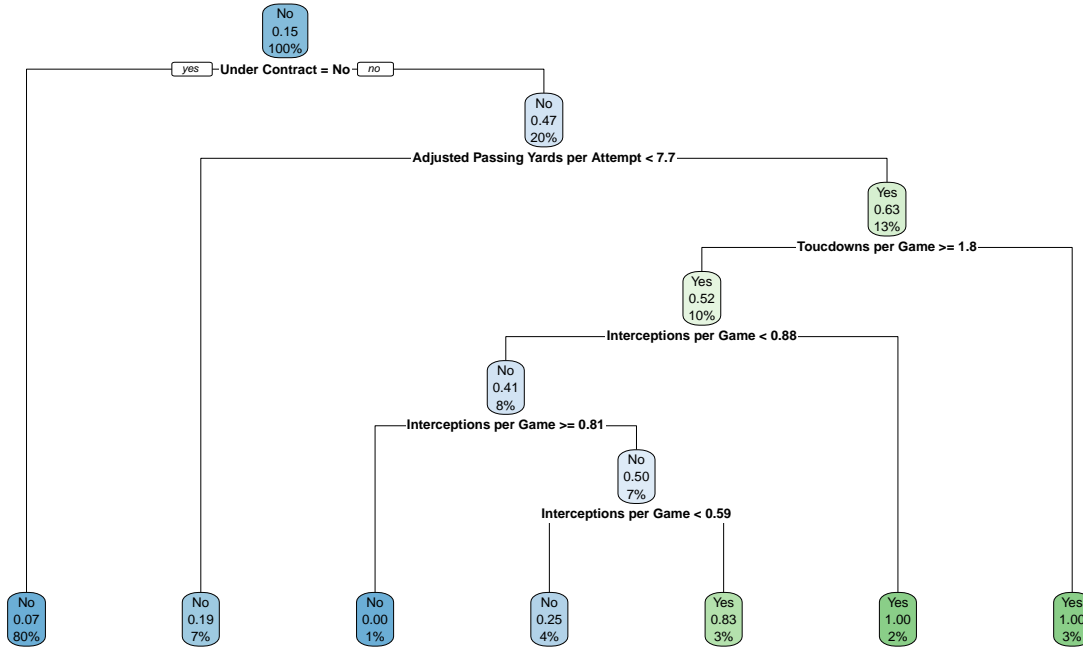 No
0.15
100%
yes Under Contract = No no
No
0.47
20%
Adjusted Passing Yards per Attempt < 7.7
Yes
0.63
13%
Toucdowns per Game >= 1.8
Yes
0.52
10%
Interceptions per Game < 0.88
No
0.41
8%
Interceptions per Game >= 0.81
No
0.50
7%
Interceptions per Game < 0.59
No No No No Yes Yes Yes
0.07 0.19 0.00 0.25 0.83 1.00 1.00
80% 7% 1% 4% 3% 2% 3%